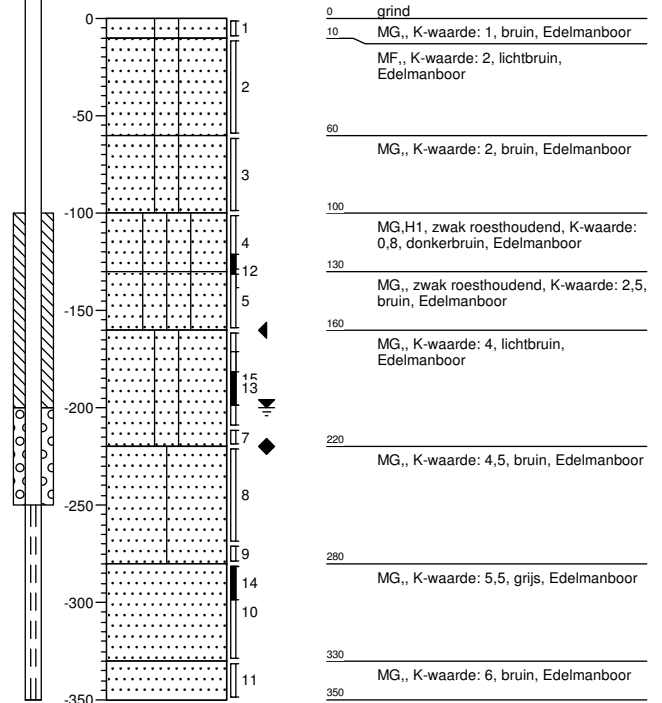 0
-50
-100
-150
-200
-250
-300
-350
1
2
3
4
12
5
15
13
7
8
9
14
10
11
0 grind
10 MG,, K-waarde: 1, bruin, Edelmanboor
MF,, K-waarde: 2, lichtbruin,
Edelmanboor
60
MG,, K-waarde: 2, bruin, Edelmanboor
100
MG,H1, zwak roesthoudend, K-waarde:
0,8, donkerbruin, Edelmanboor
130
MG,, zwak roesthoudend, K-waarde: 2,5,
bruin, Edelmanboor
160
MG,, K-waarde: 4, lichtbruin,
Edelmanboor
220
MG,, K-waarde: 4,5, bruin, Edelmanboor
280
MG,, K-waarde: 5,5, grijs, Edelmanboor
330
MG,, K-waarde: 6, bruin, Edelmanboor
350